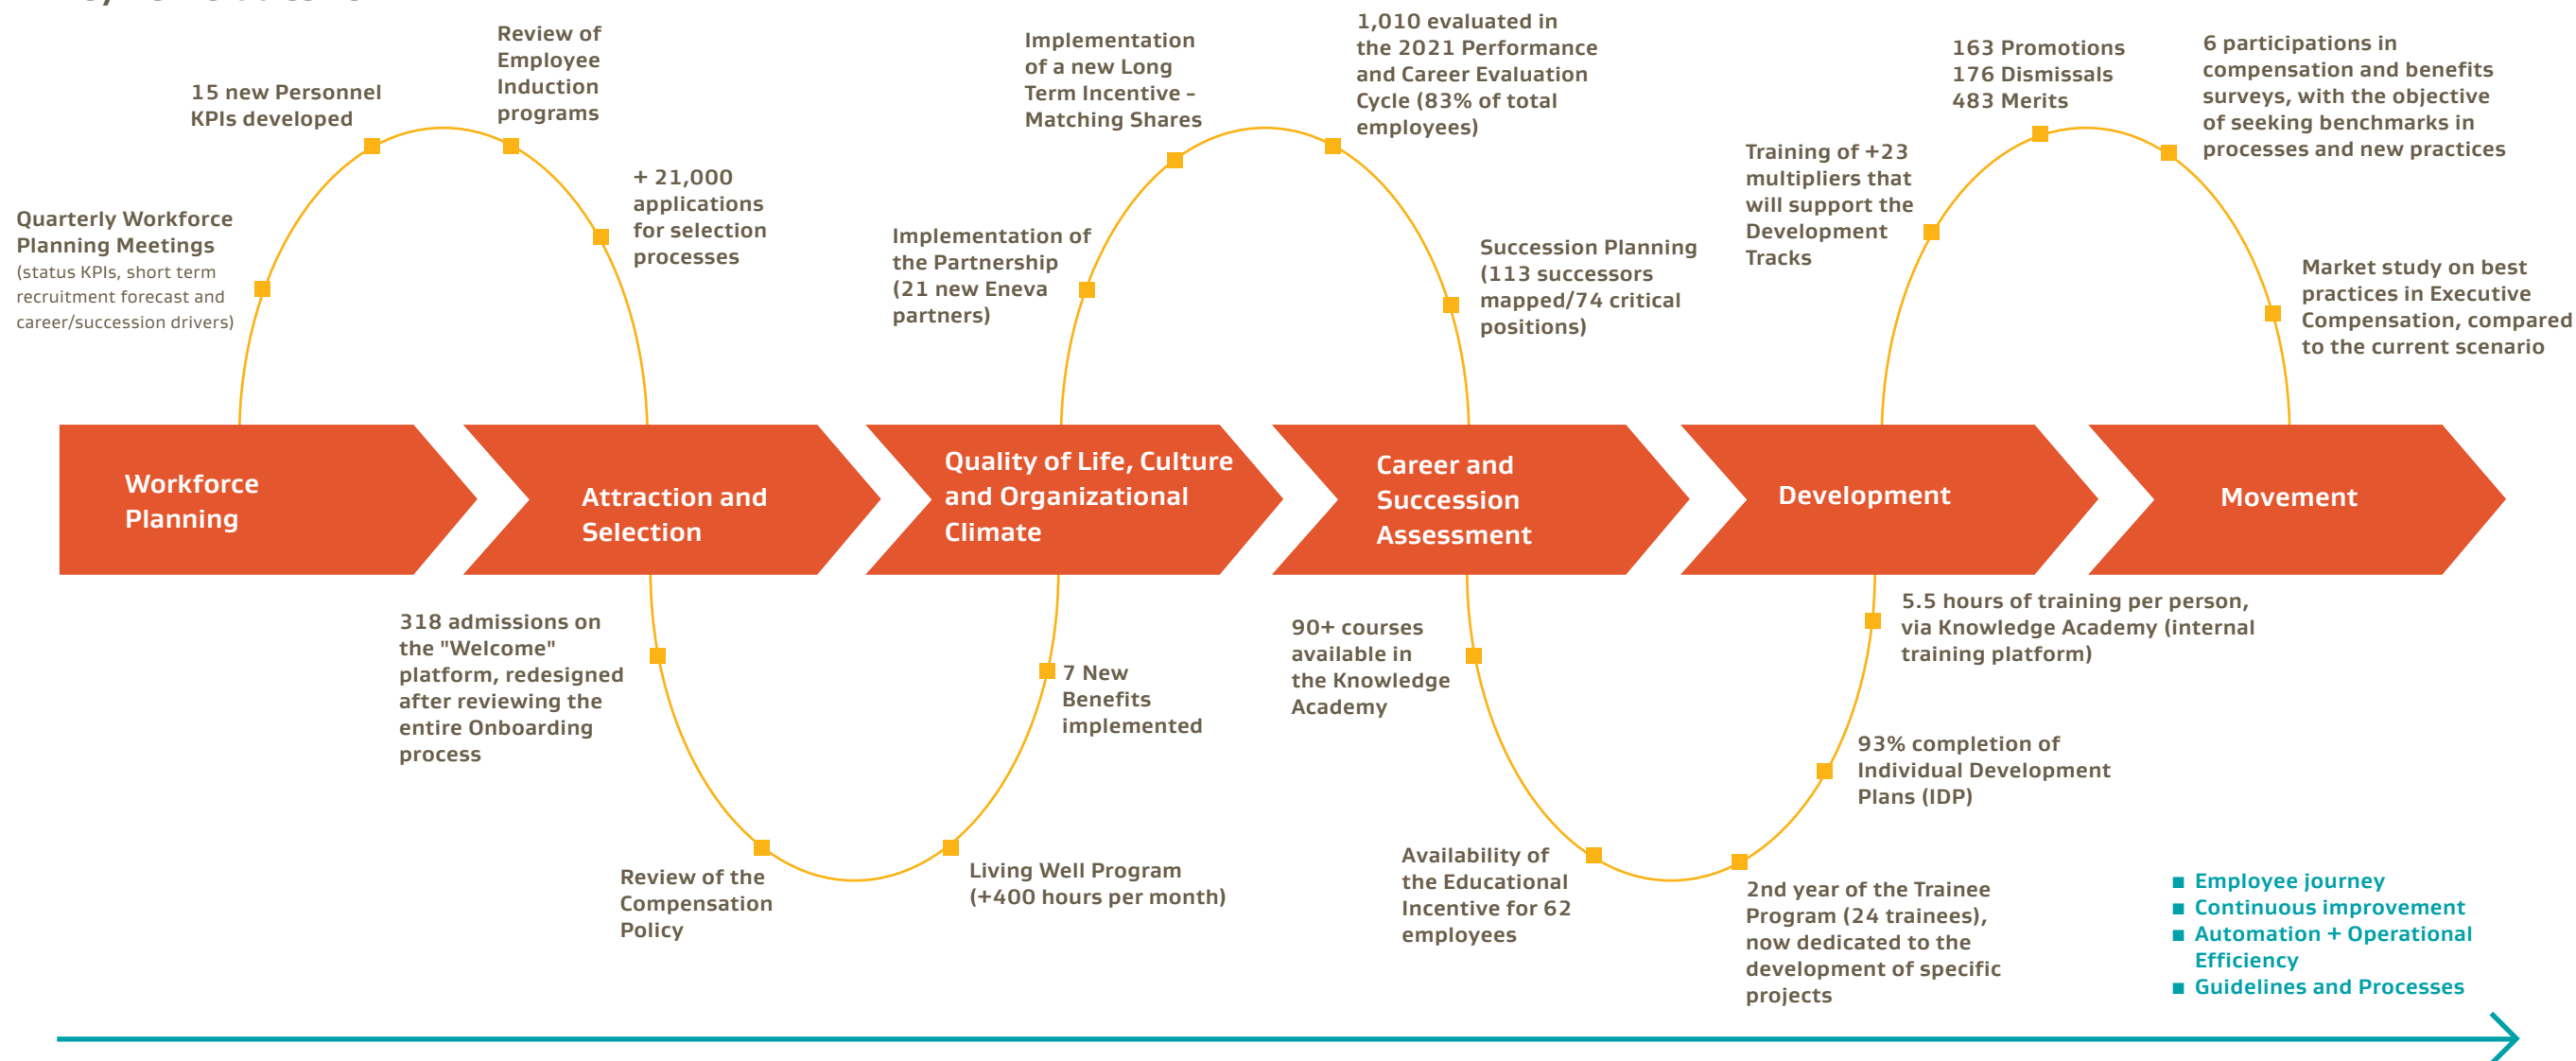 Quarterly Workforce
Planning Meetings
(status KPIs, short term
recruitment forecast and
career/succession drivers)
15 new Personnel
KPIs developed
Review of
Employee
Induction
programs
+ 21,000
applications
for selection
processes
Implementation of
the Partnership
(21 new Eneva
partners)
Implementation
of a new Long
Term Incentive –
Matching Shares
1,010 evaluated in
the 2021 Performance
and Career Evaluation
Cycle (83% of total
employees)
Succession Planning
(113 successors
mapped/74 critical
positions)
Training of +23
multipliers that
will support the
Development
Tracks
163 Promotions
176 Dismissals
483 Merits
6 participations in
compensation and benefits
surveys, with the objective
of seeking benchmarks in
processes and new practices
Market study on best
practices in Executive
Compensation, compared
to the current scenario
Workforce
Planning
Attraction and
Selection
Quality of Life, Culture
and Organizational
Climate
Career and
Succession
Assessment
Development
Movement
318 admissions on
the "Welcome"
platform, redesigned
after reviewing the
entire Onboarding
process
Review of the
Compensation
Policy
Living Well Program
(+400 hours per month)
7 New
Benefits
implemented
90+ courses
available in
the Knowledge
Academy
Availability of
the Educational
Incentive for 62
employees
2nd year of the Trainee
Program (24 trainees),
now dedicated to the
development of specific
projects
93% completion of
Individual Development
Plans (IDP)
5.5 hours of training per person,
via Knowledge Academy (internal
training platform)
■ Employee journey
■ Continuous improvement
■ Automation + Operational
Efficiency
■ Guidelines and Processes